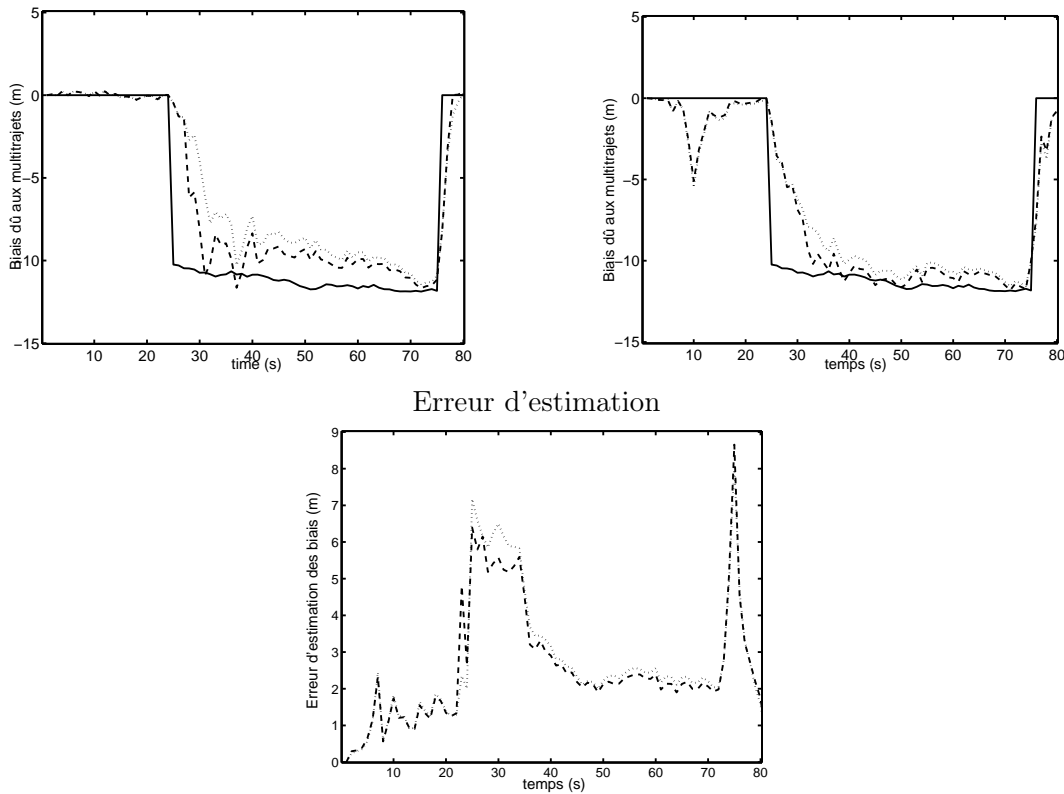 5
0
−5
−10
−15
Biais dû aux multitrajets (m)
10 20 30 40 50 60 70 80
time (s)
5
0
−5
−10
−15
Biais dû aux multitrajets (m)
10 20 30 40 50 60 70 80
temps (s)
Erreur d'estimation
9
8
7
6
5
4
3
2
1
0
Erreur d'estimation des biais (m)
10 20 30 40 50 60 70 80
temps (s)